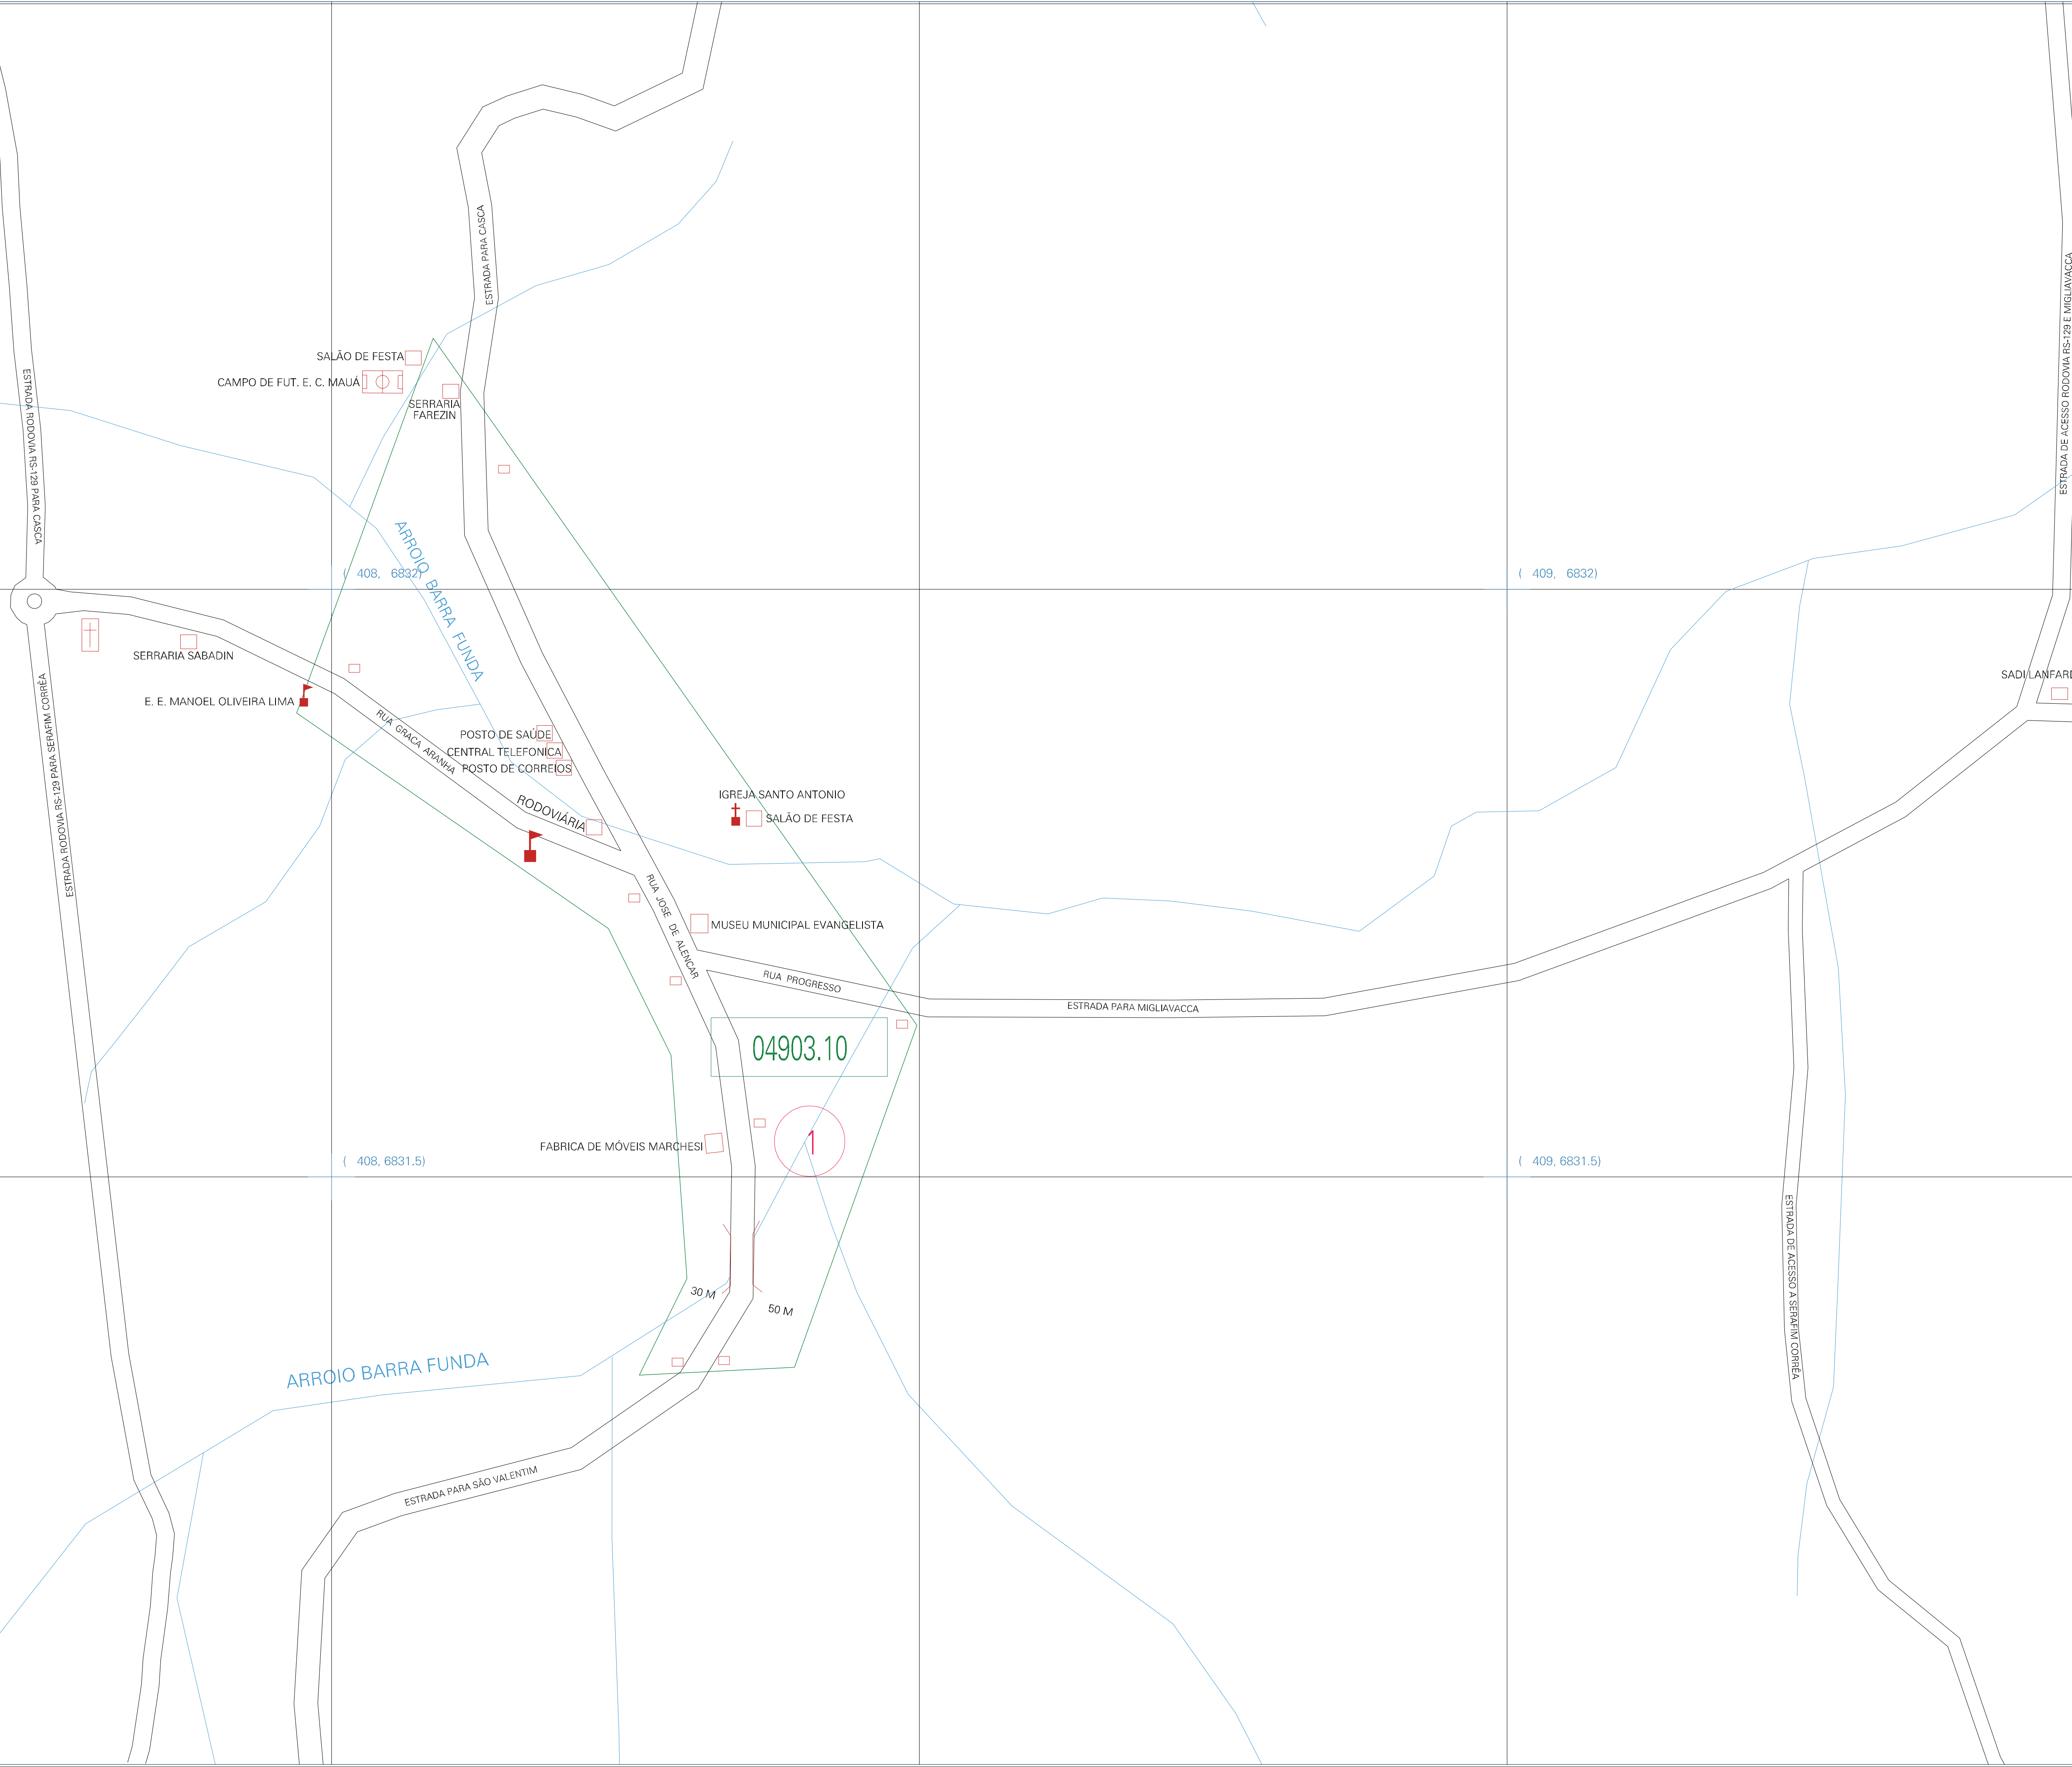 ESTRADA PARA CASCA
ESTRADA DE ACESSO RODOVIA RS-129 E MIGLIAVACCA
SALÃO DE FESTA
CAMPO DE FUT. E. C. MAUÁ
SERRARIA
FAREZIN
ESTRADA RODOVIA RS-129 PARA CASCA
ARROIO BARRA FUNDA
( 408, 6832)
( 409, 6832)
SERRARIA SABADIN
E. E. MANOEL OLIVEIRA LIMA
SADI LANFARD
ESTRADA RODOVIA RS-129 PARA SERAFIM CORRÊA
RUA GRACA ARANHA
POSTO DE SAÚDE
CENTRAL TELEFONICA
POSTO DE CORREIOS
RODOVIÁRIA
IGREJA SANTO ANTONIO
SALÃO DE FESTA
RUA JOSE DE ALENCAR
MUSEU MUNICIPAL EVANGELISTA
RUA PROGRESSO
ESTRADA PARA MIGLIAVACCA
04903.10
1
FABRICA DE MÓVEIS MARCHESI
( 408, 6831.5)
( 409, 6831.5)
ESTRADA DE ACESSO A SERAFIM CORRÊA
30 M
50 M
ARROIO BARRA FUNDA
ESTRADA PARA SÃO VALENTIM